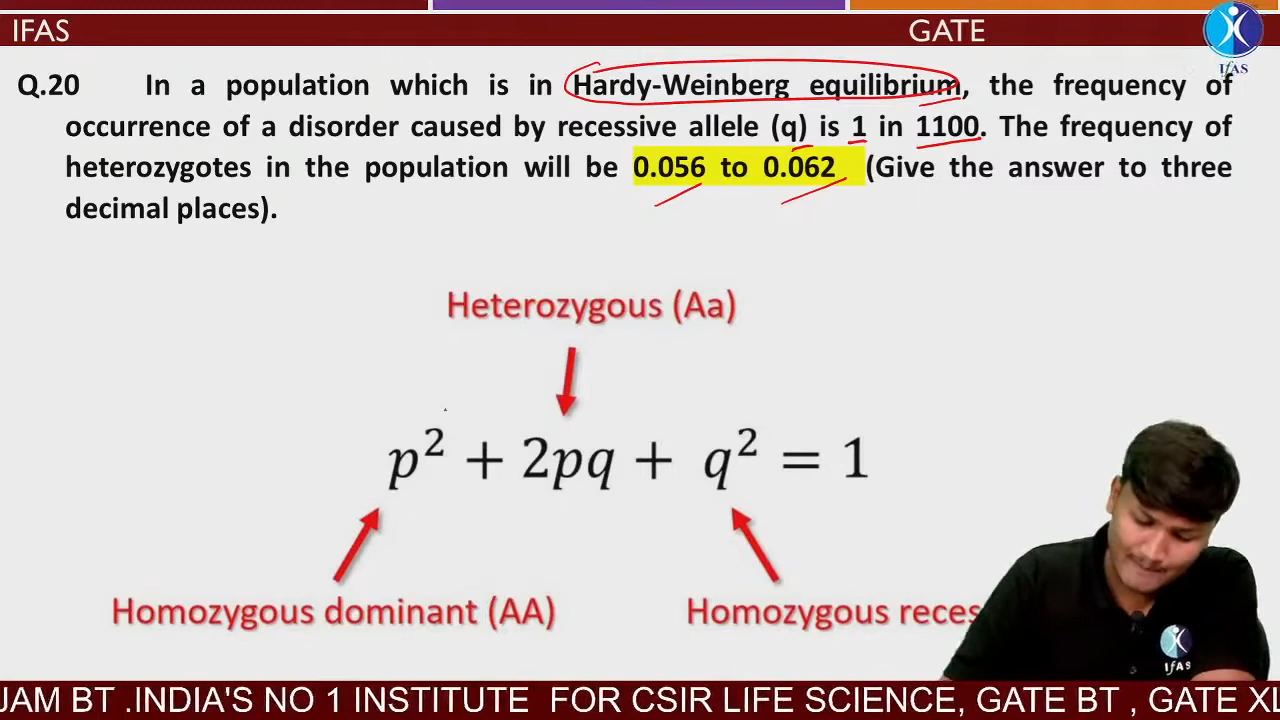 IFAS GATE
IFAS
Q.20 In a population which is in Hardy-Weinberg equilibrium, the frequency of
occurrence of a disorder caused by recessive allele (q) is 1 in 1100. The frequency of
heterozygotes in the population will be 0.056 to 0.062 (Give the answer to three
decimal places).
Heterozygous (Aa)
p² + 2pq + q² = 1
Homozygous dominant (AA) Homozygous reces
IFAS
JAM BT .INDIA'S NO 1 INSTITUTE FOR CSIR LIFE SCIENCE, GATE BT , GATE XL